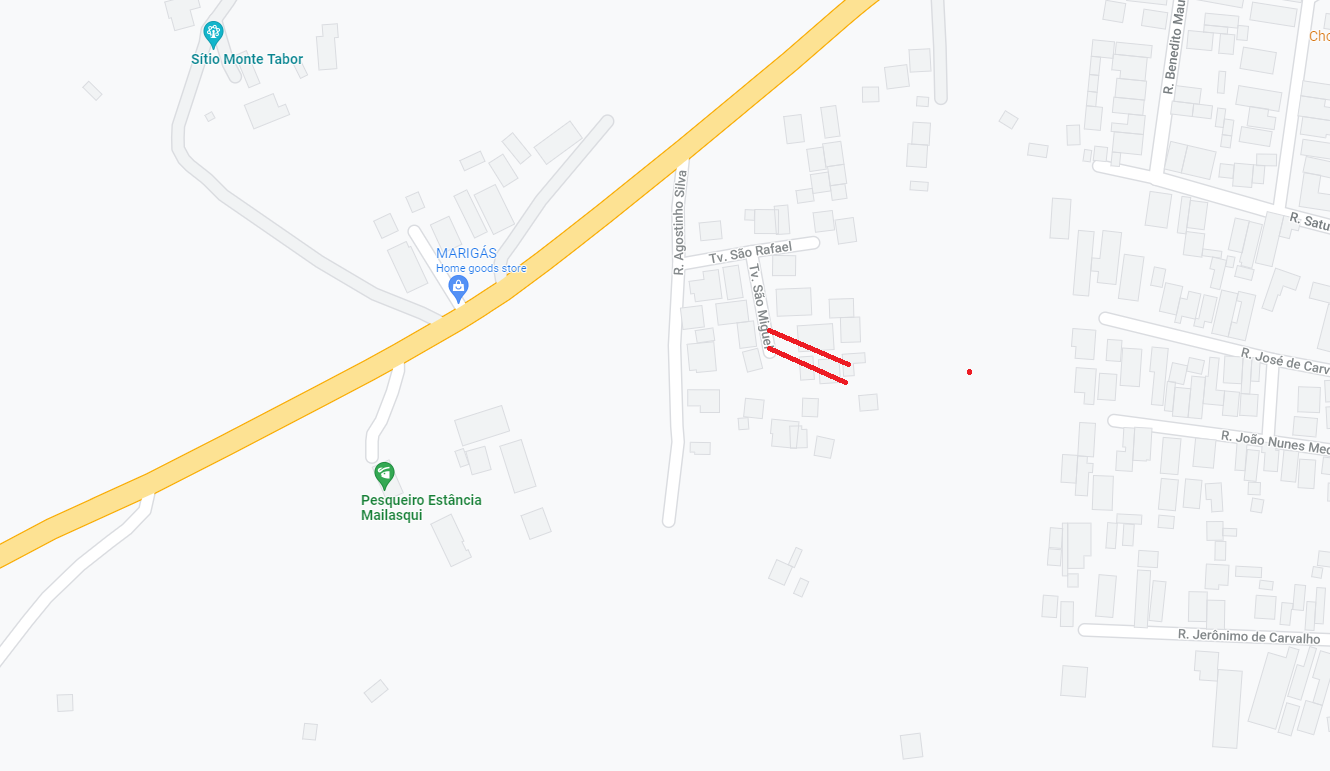 Sítio Monte Tabor
R. Benedito Mau
Cho
R. Agostinho Silva
R. Satu
MARIGÁS
Home goods store
Tv. São Rafael
Tv. São Miguel
R. José de Carv
R. João Nunes Med
Pesqueiro Estância
Mailasqui
R. Jerônimo de Carvalho